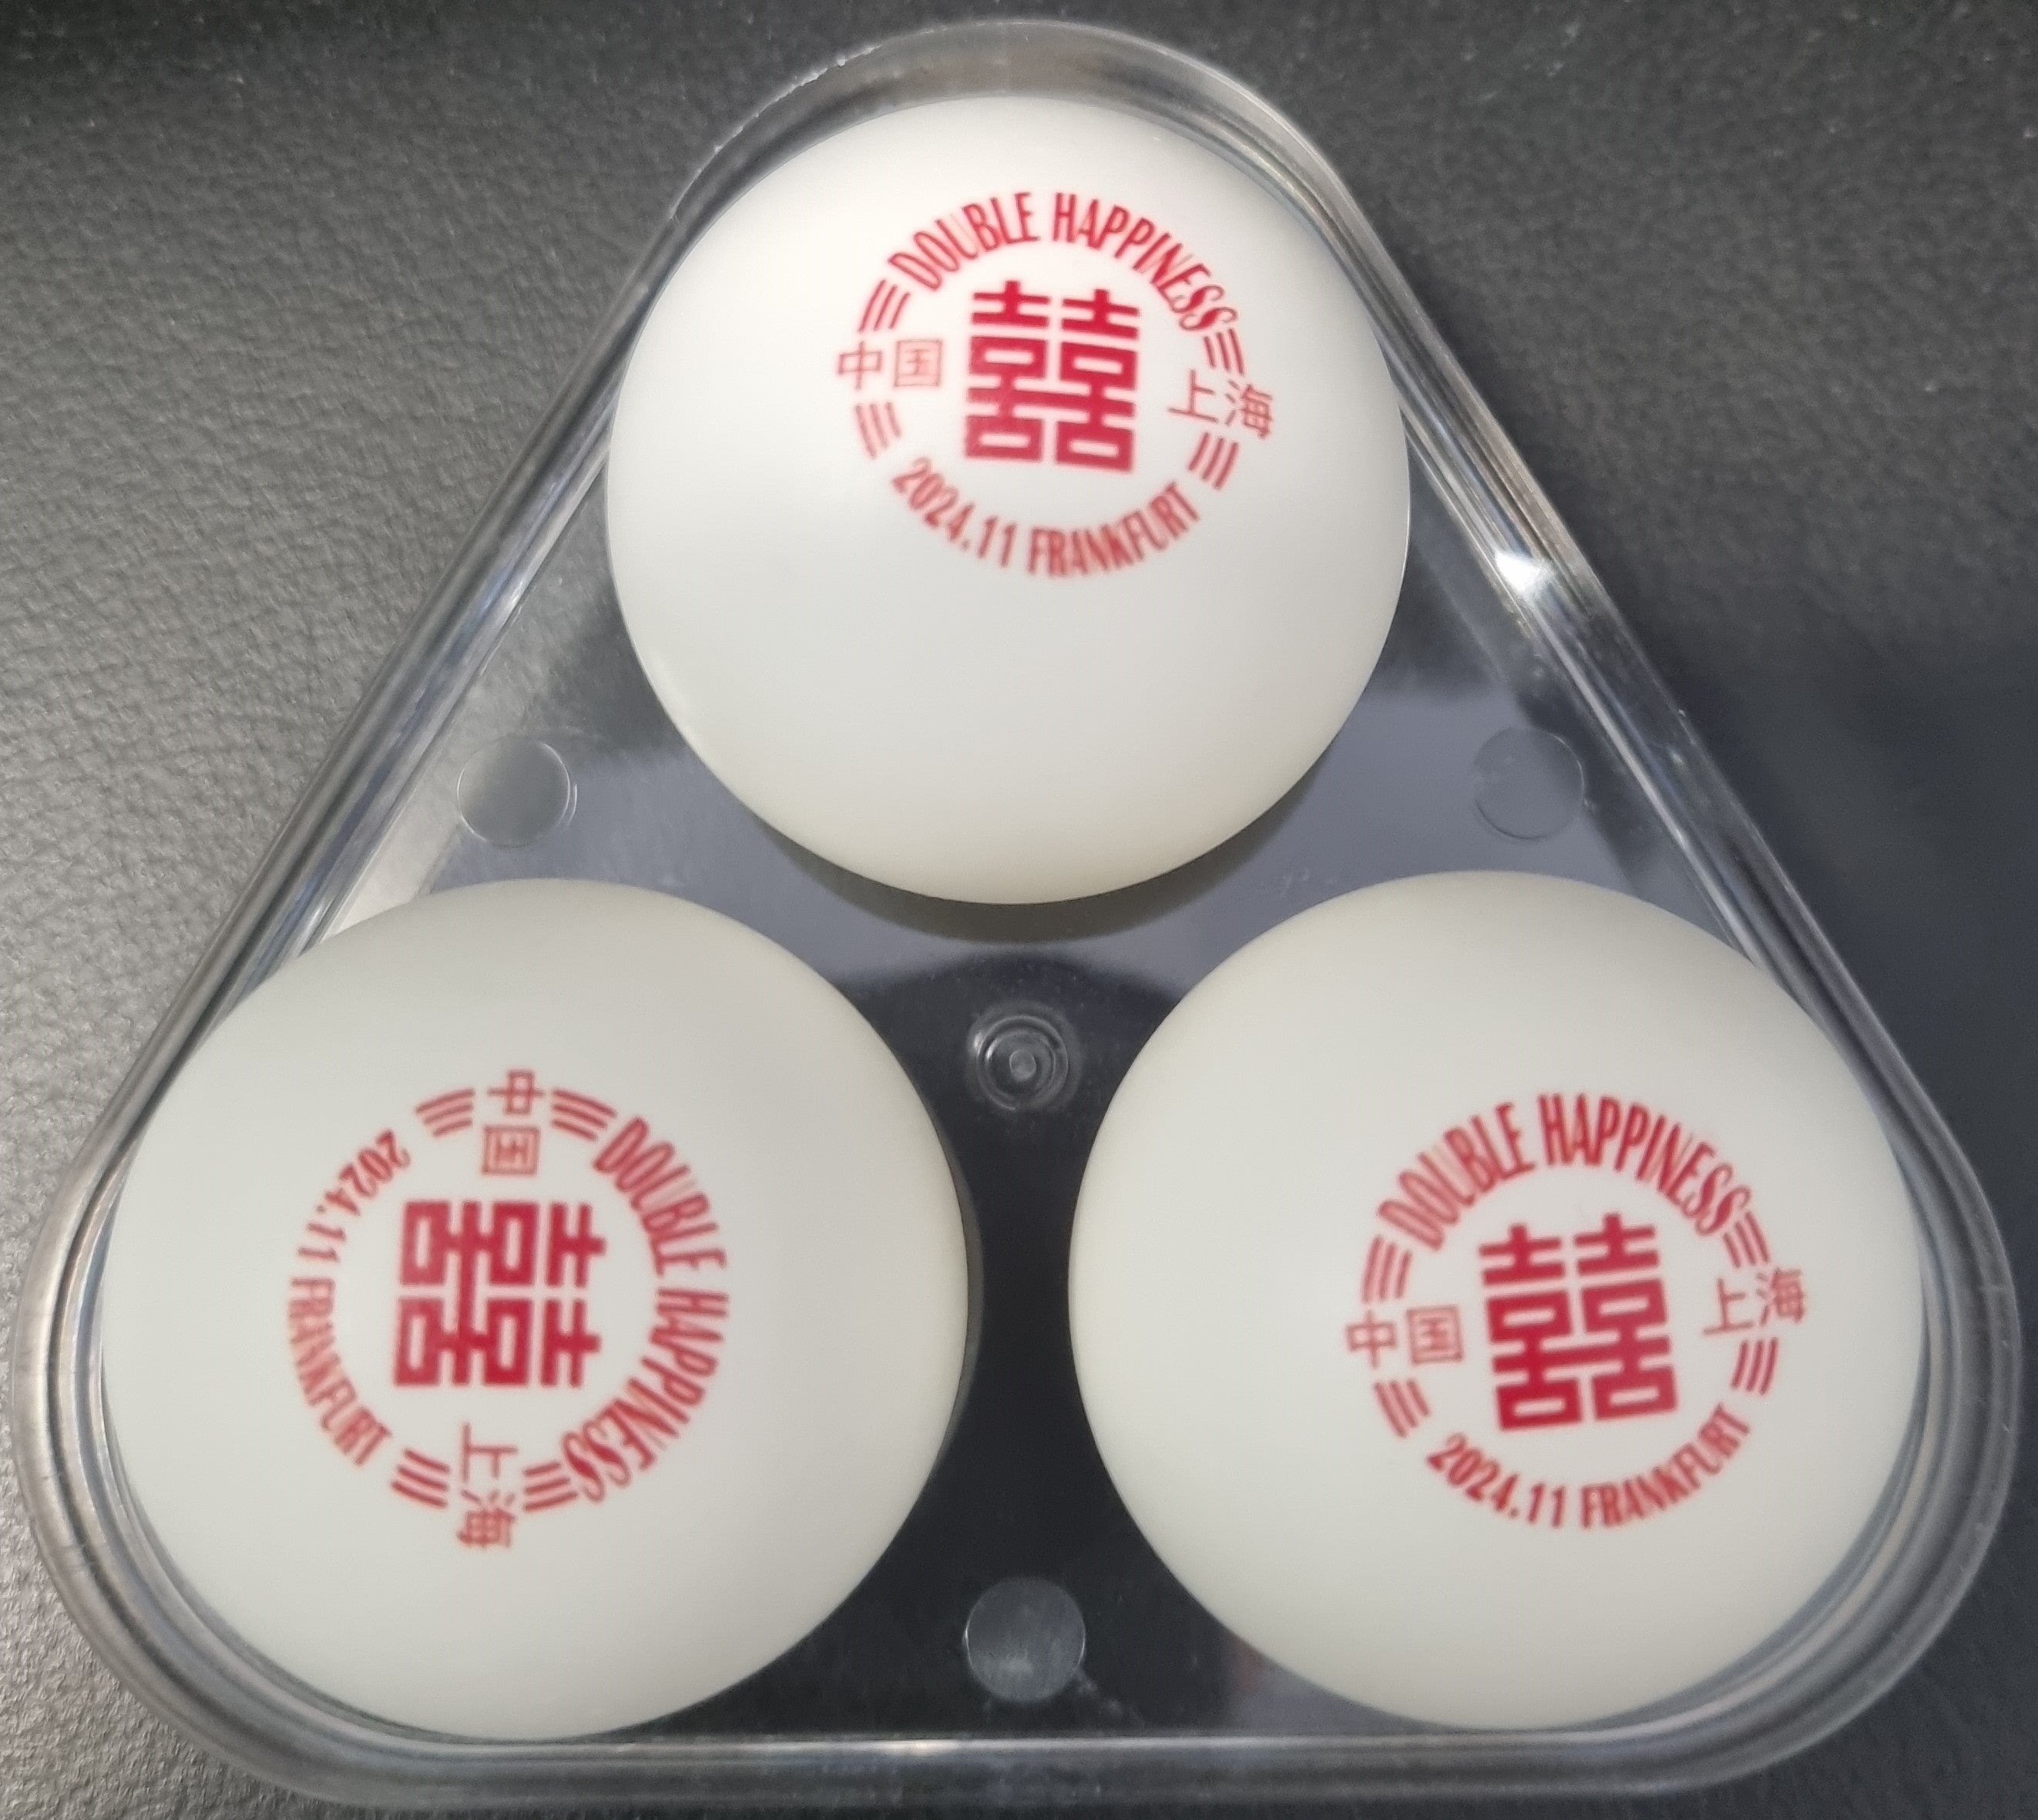 DOUBLE HAPPINESS
中国 囍 上海
2024.11 FRANKFURT
DOUBLE HAPPINESS
中国 囍 上海
2024.11 FRANKFURT
DOUBLE HAPPINESS
中国 囍 上海
2024.11 FRANKFURT